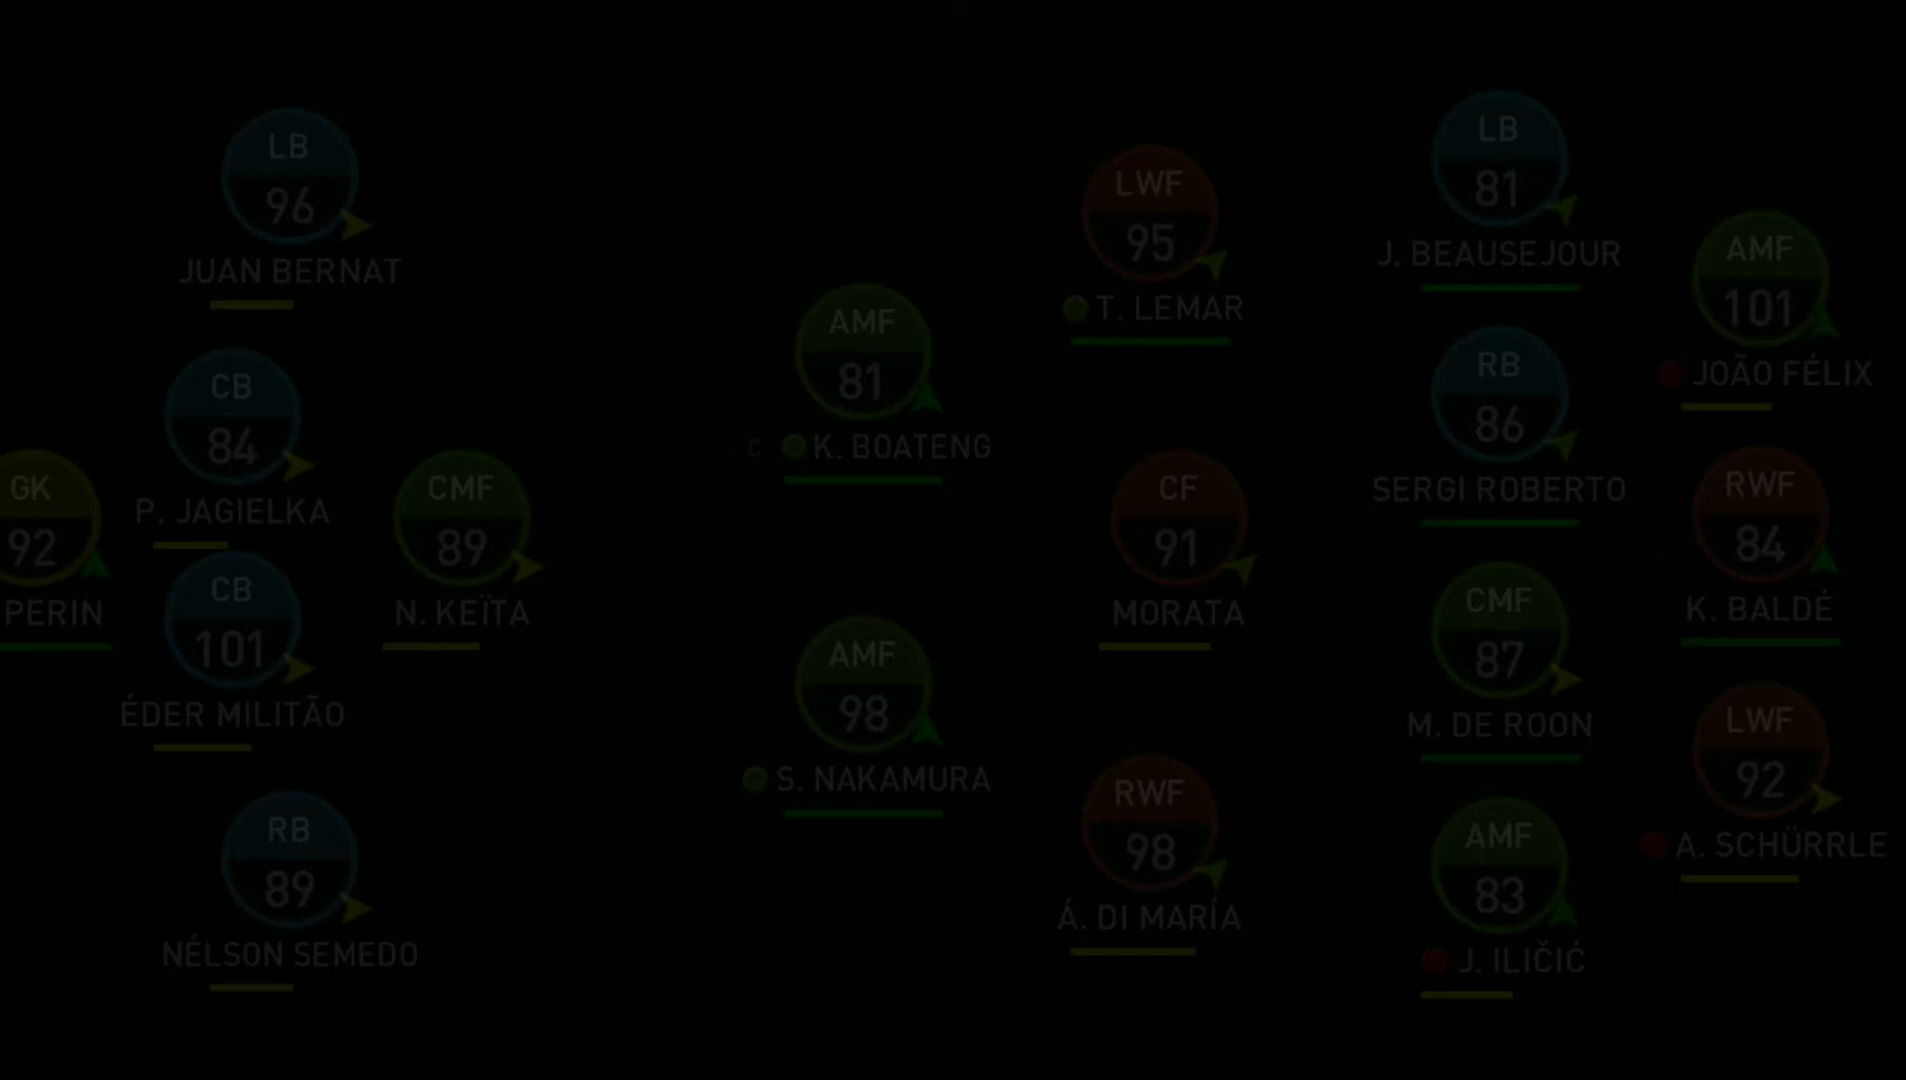 LB
96
JUAN BERNAT
CB
84
P. JAGIELKA
GK
92
PERIN
CB
101
ÉDER MILITÃO
RB
89
NÉLSON SEMEDO
CMF
89
N. KEÏTA
AMF
81
C K. BOATENG
AMF
98
S. NAKAMURA
LWF
95
T. LEMAR
CF
91
MORATA
RWF
98
Á. DI MARÍA
LB
81
J. BEAUSEJOUR
RB
86
SERGI ROBERTO
CMF
87
M. DE ROON
AMF
83
J. ILIČIĆ
AMF
101
JOÃO FÉLIX
RWF
84
K. BALDÉ
LWF
92
A. SCHÜRRLE